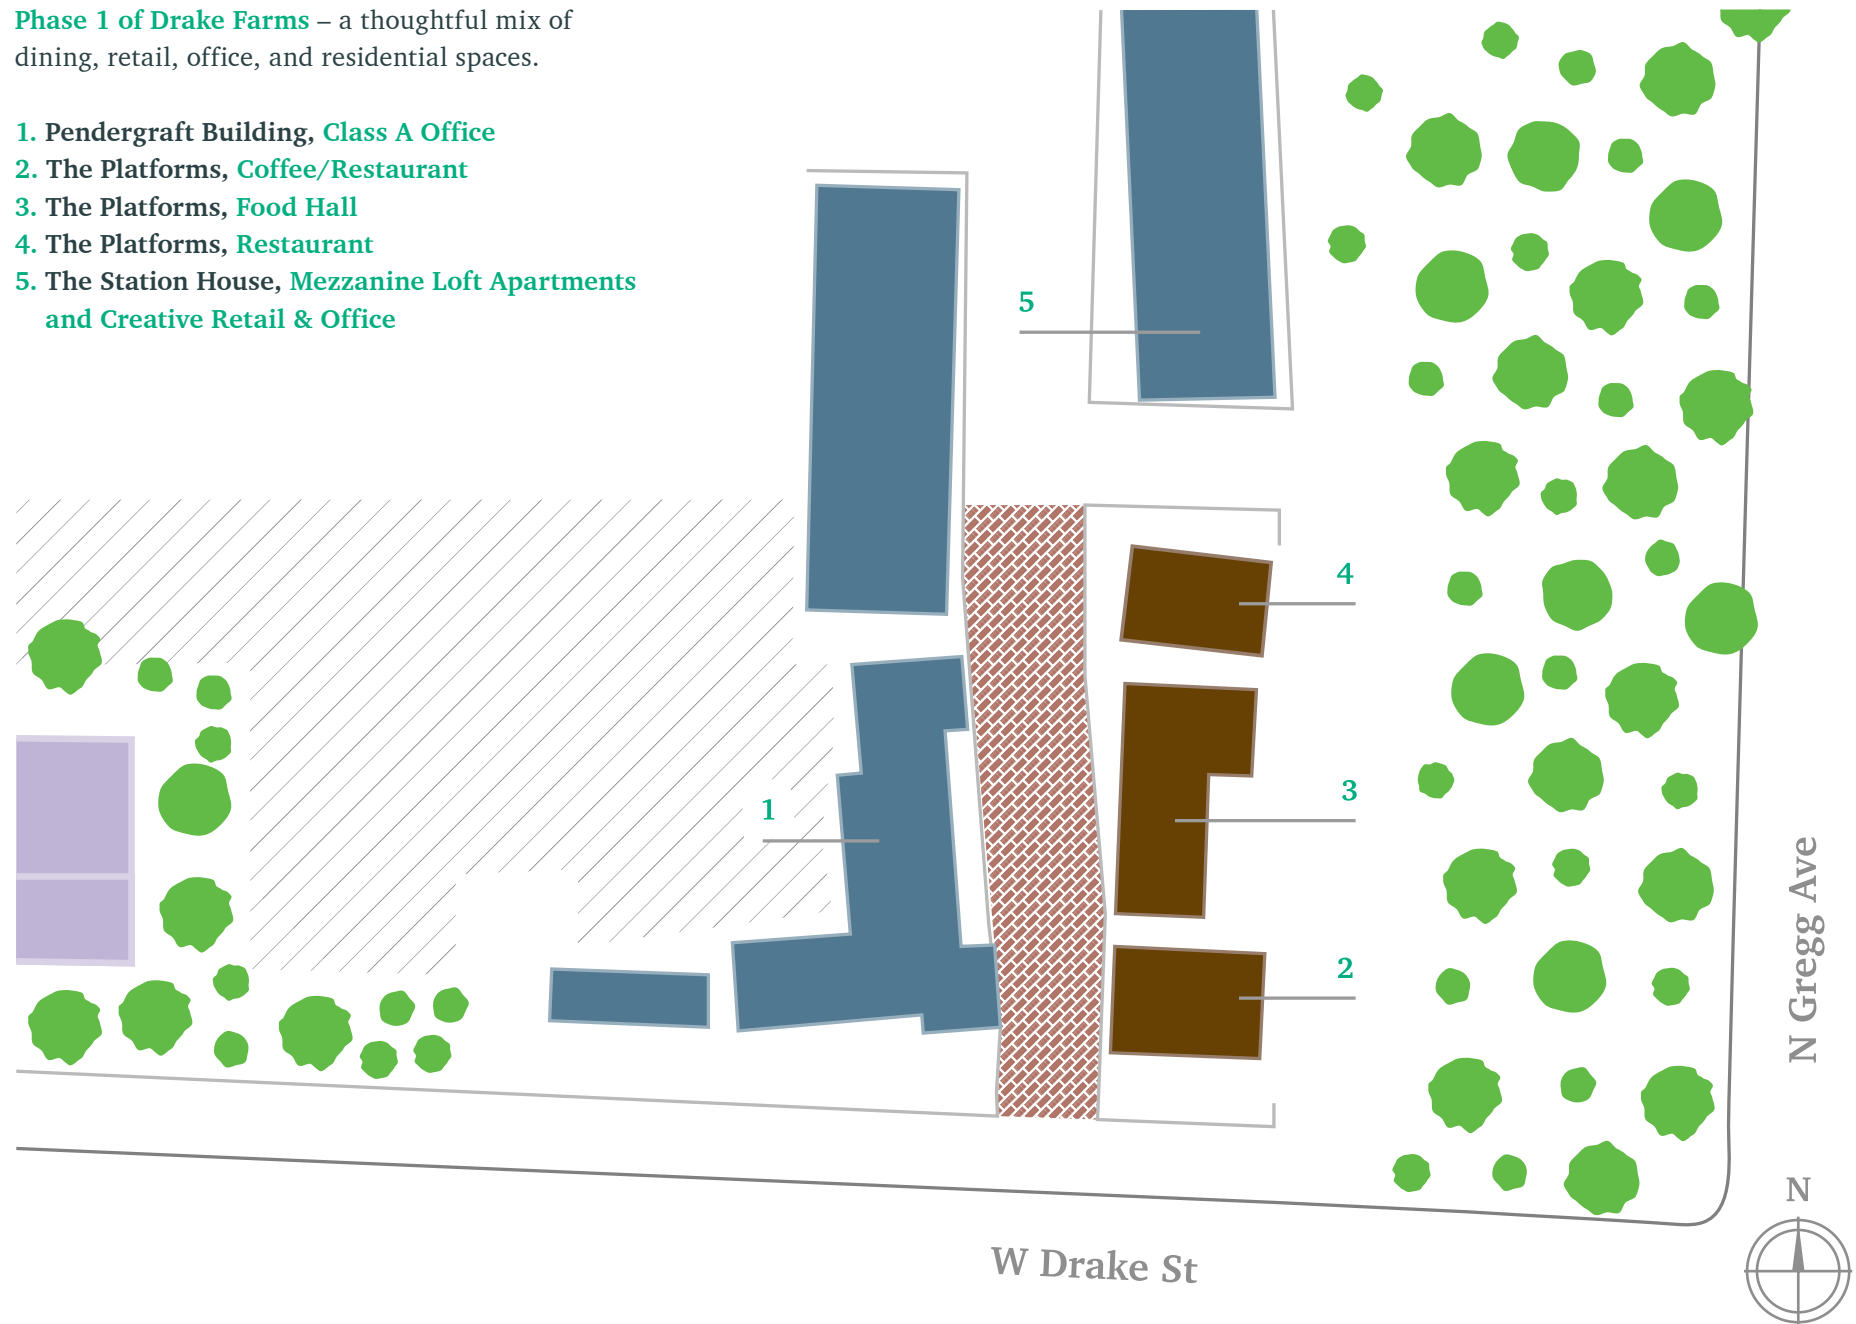 Phase 1 of Drake Farms – a thoughtful mix of
dining, retail, office, and residential spaces.
1. Pendergraft Building, Class A Office
2. The Platforms, Coffee/Restaurant
3. The Platforms, Food Hall
4. The Platforms, Restaurant
5. The Station House, Mezzanine Loft Apartments
and Creative Retail & Office
5
4
3
1
2
N Gregg Ave
N
W Drake St